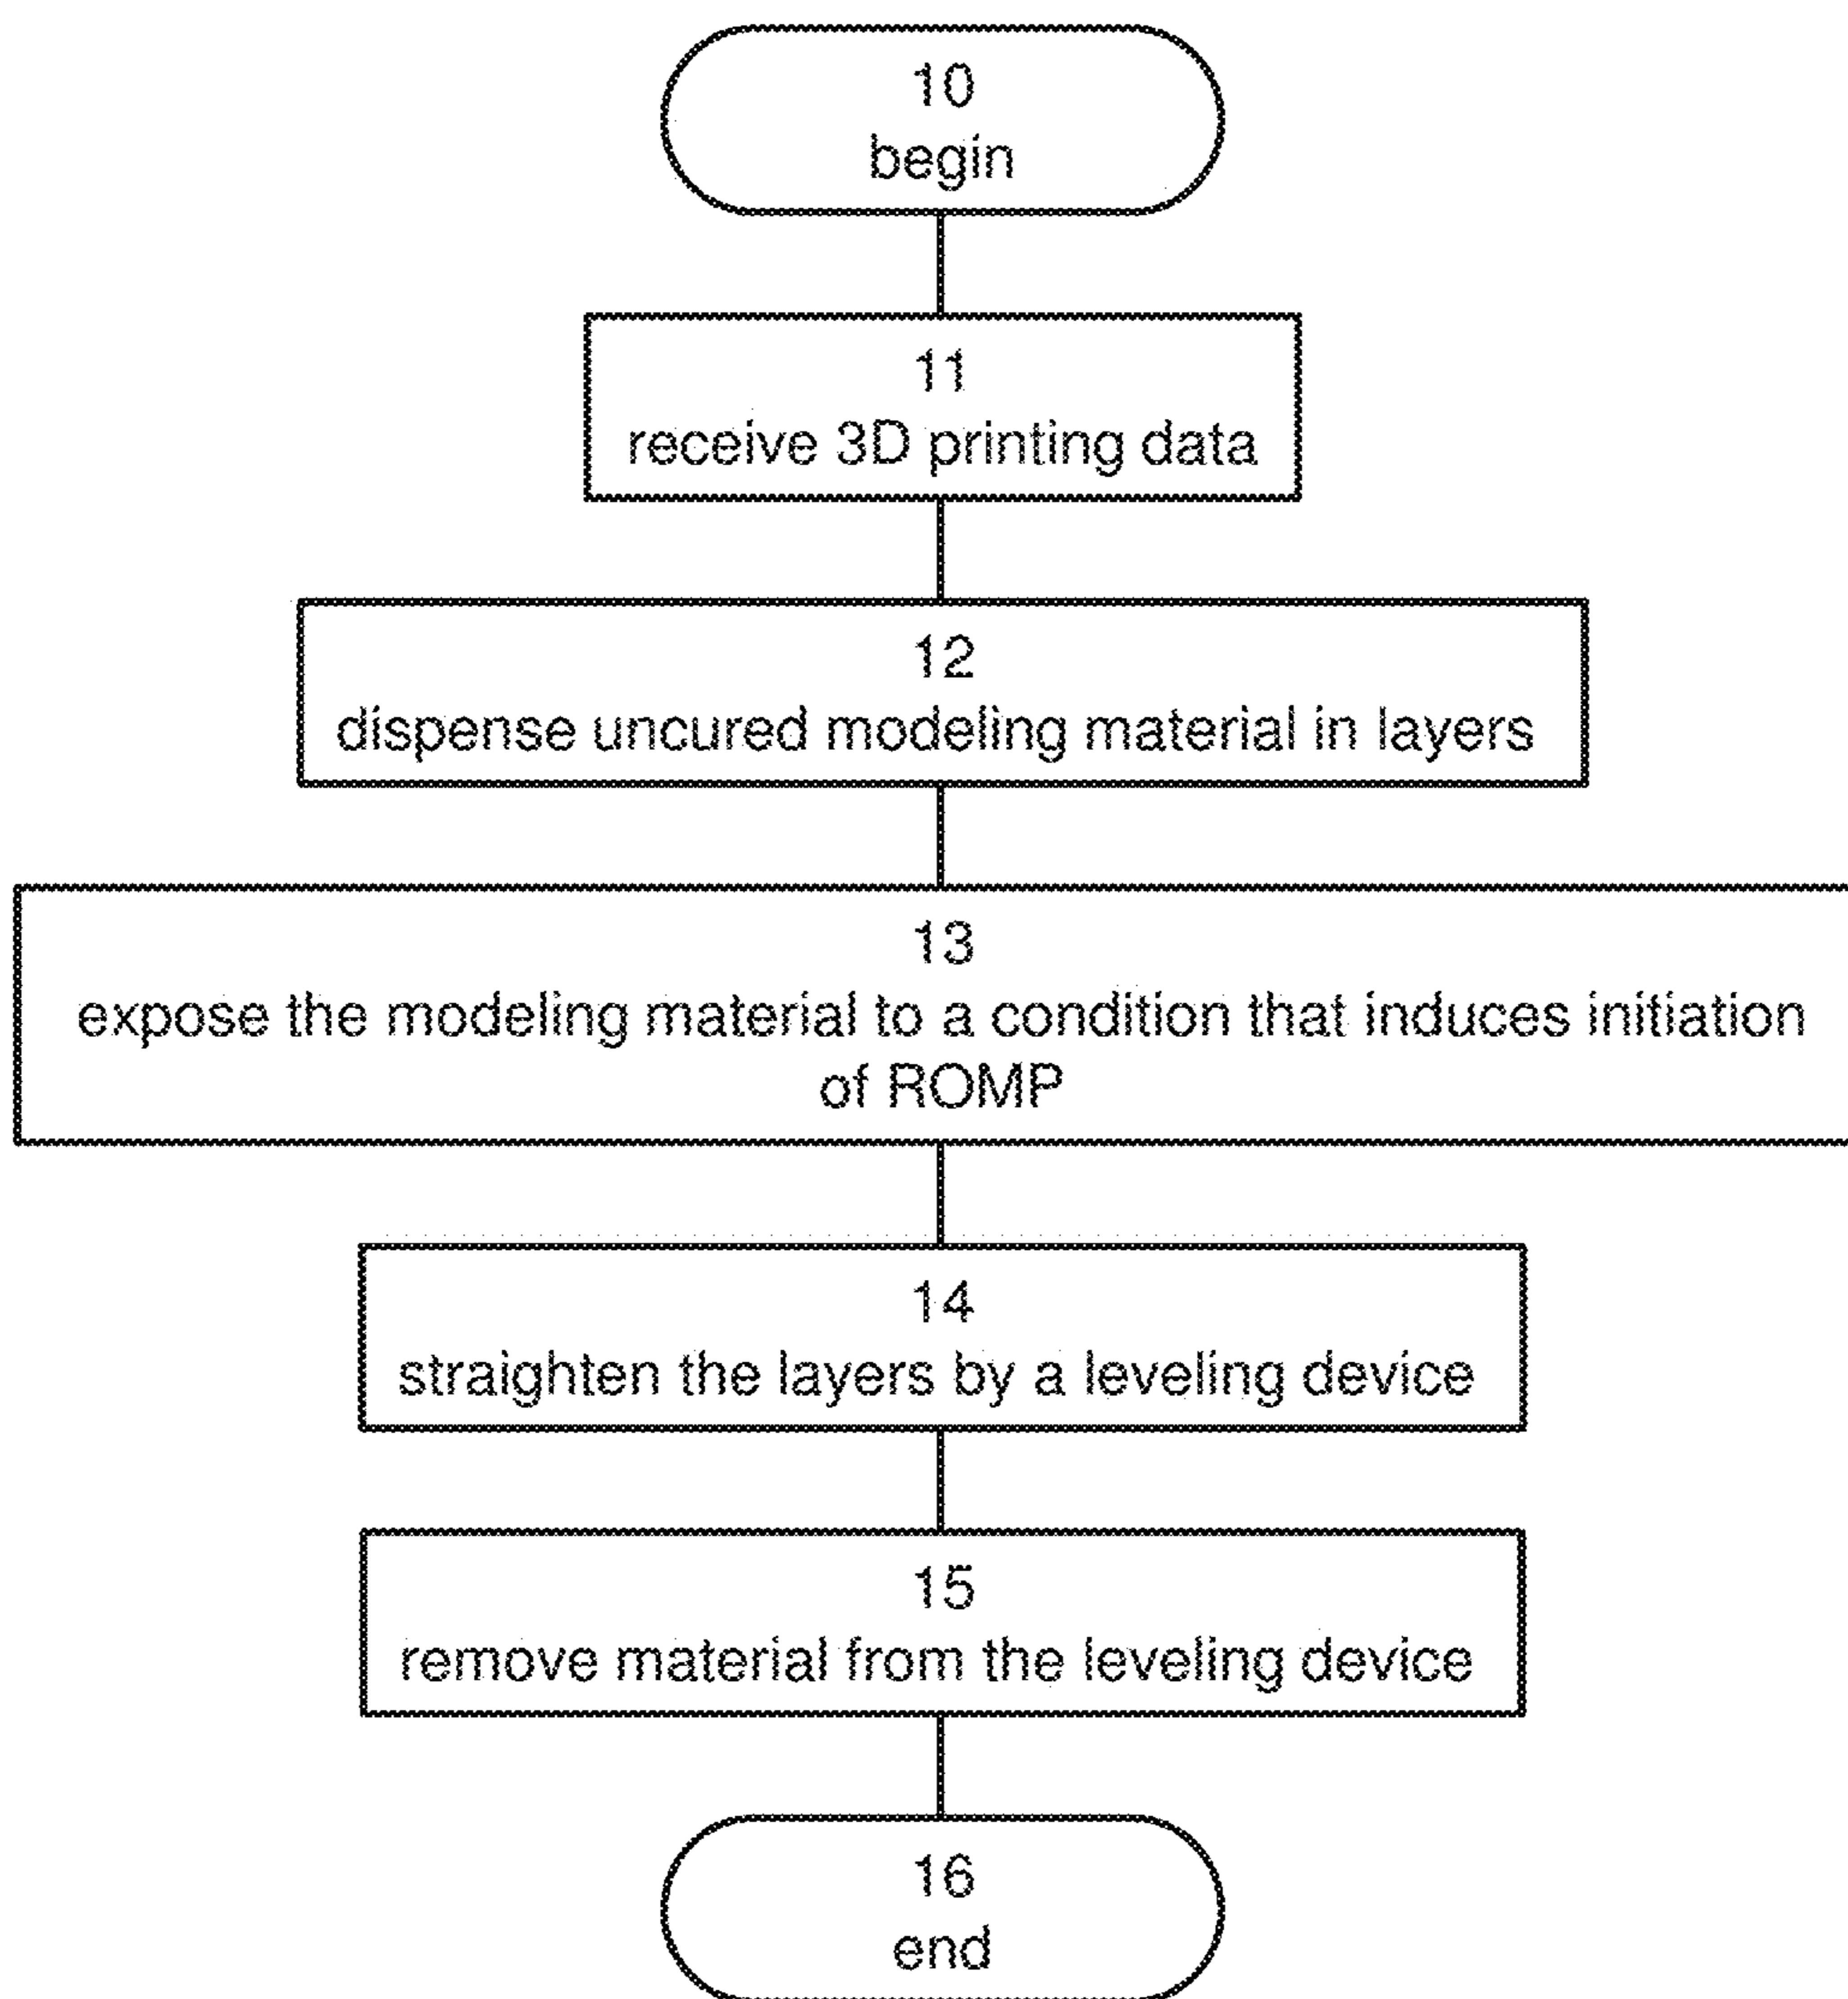 10
begin
11
receive 3D printing data
12
dispense uncured modeling material in layers
13
expose the modeling material to a condition that induces initiation
of ROMP
14
straighten the layers by a leveling device
15
remove material from the leveling device
16
end